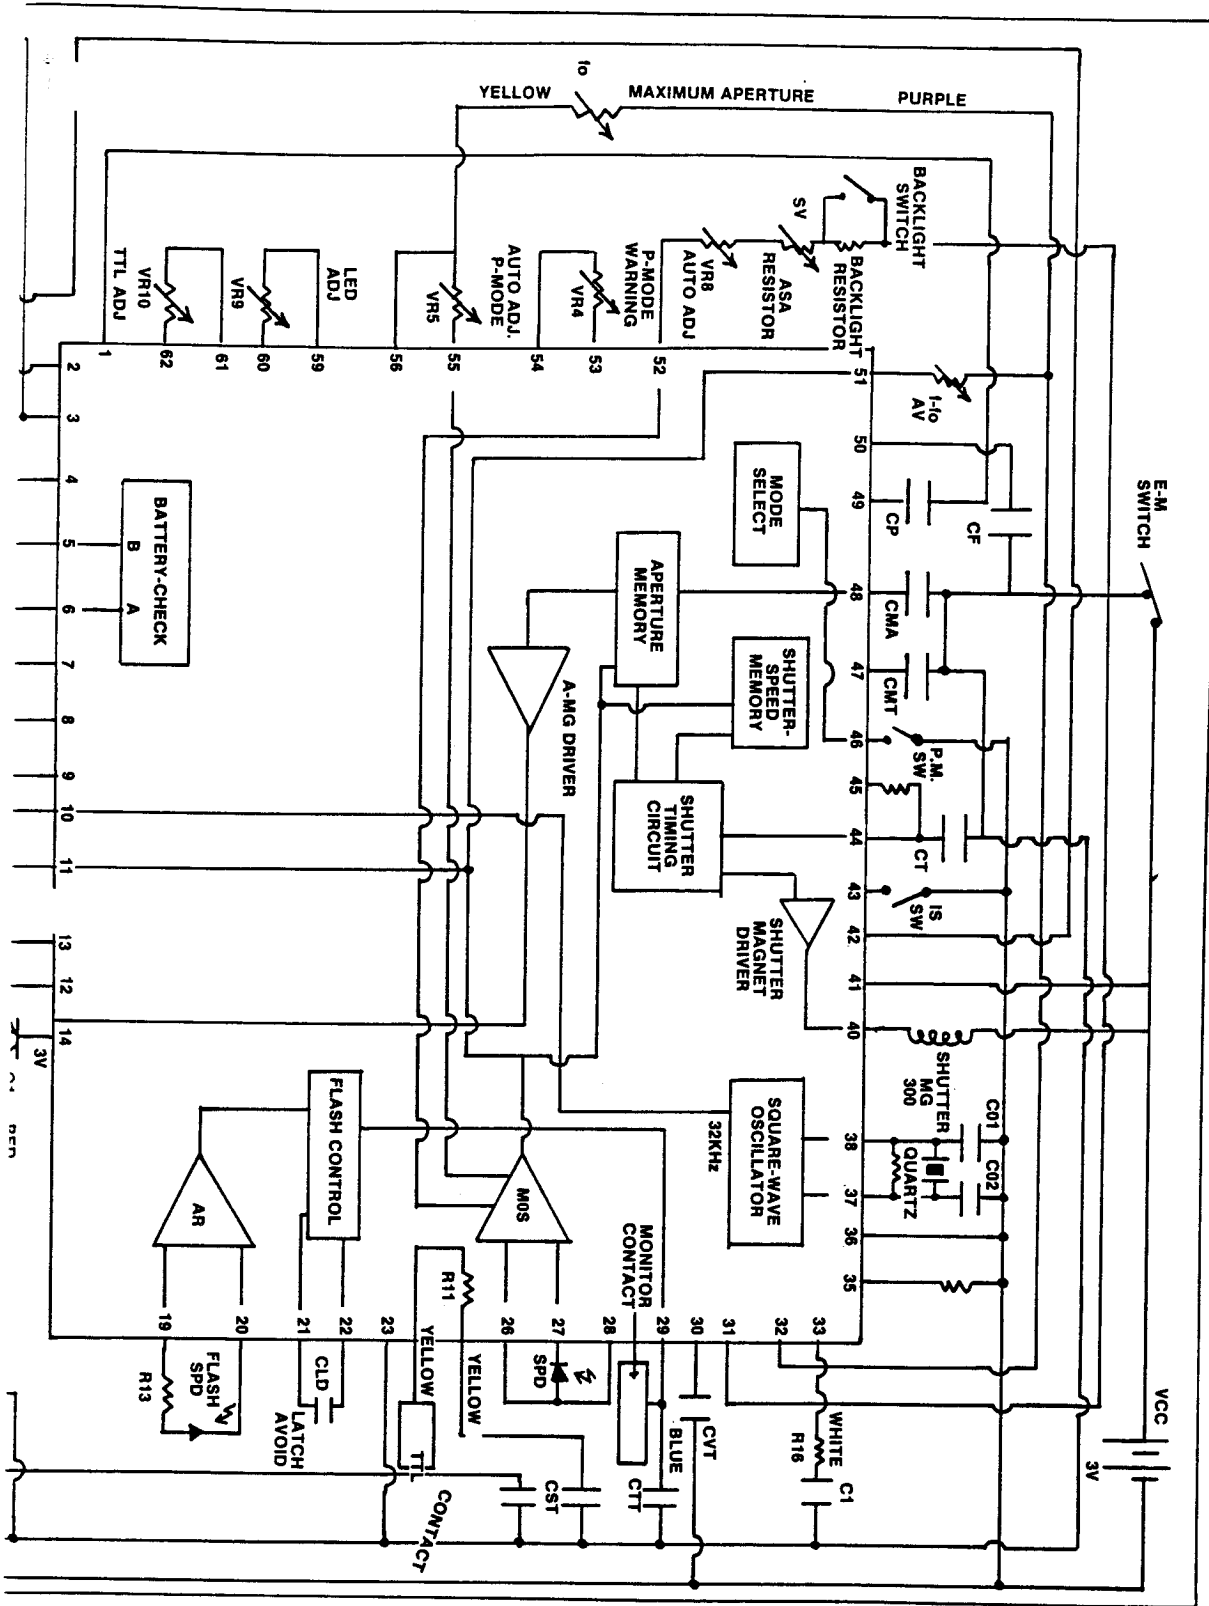 fo
YELLOW
MAXIMUM APERTURE
PURPLE
BACKLIGHT
SWITCH
SV
BACKLIGHT
RESISTOR
ASA
RESISTOR
VR8
AUTO ADJ
P-MODE
WARNING
VR4
AUTO ADJ.
P-MODE
VR5
LED
ADJ
VR9
VR10
TTL ADJ
1
62
61
60
59
56
55
54
53
52
51
f-fo
AV
50
49
CP
CF
E-M
SWITCH
48
CMA
47
CMT
46
P.M.
SW
45
44
CT
43
IS
SW
42
41
40
SHUTTER
MG
300
38
C01
C02
QUARTZ
37
36
35
VCC
3V
2
3
4
5
6
7
8
9
10
11
13
12
14
3V
BATTERY-CHECK
B
A
MODE
SELECT
APERTURE
MEMORY
SHUTTER-
SPEED
MEMORY
A-MG DRIVER
SHUTTER
TIMING
CIRCUIT
SHUTTER
MAGNET
DRIVER
SQUARE-WAVE
OSCILLATOR
32KHz
FLASH CONTROL
AR
MOS
MONITOR
CONTACT
R11
19
20
21
22
23
26
27
28
29
30
31
32
33
YELLOW
YELLOW
SPD
FLASH
SPD
R13
CLD
LATCH
AVOID
TTL
CONTACT
CST
CTT
BLUE
CVT
WHITE
R16
C1